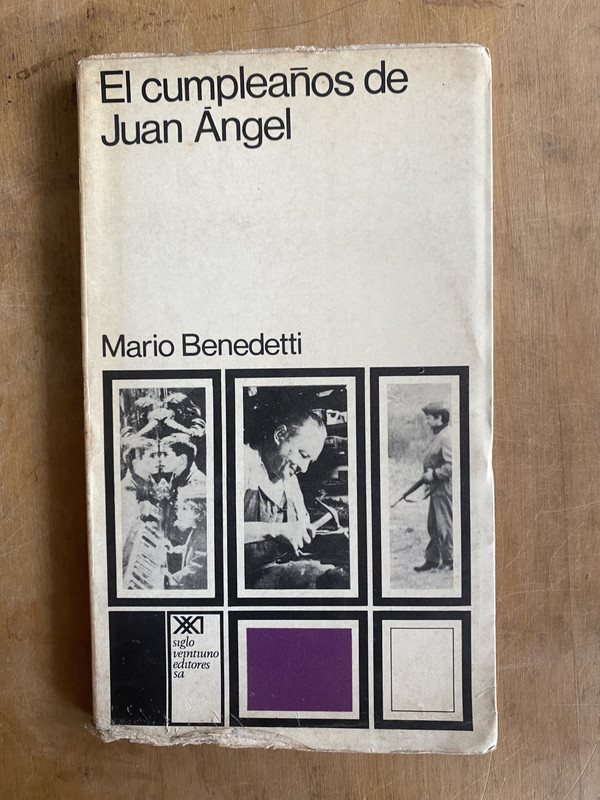 El cumpleaños de
Juan Ángel
Mario Benedetti
XXI
siglo
veintiuno
editores
sa